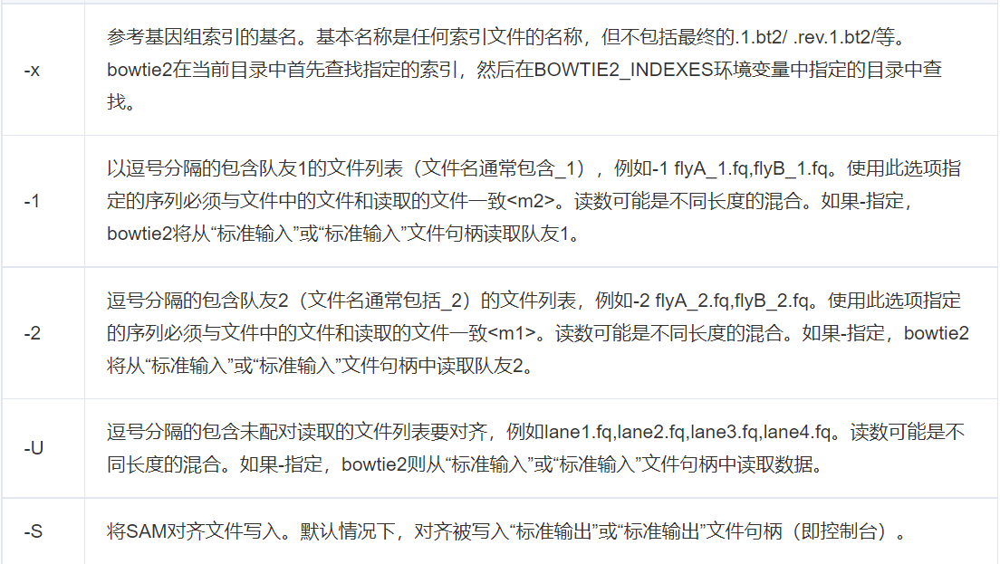 -x
参考基因组索引的基名。基本名称是任何索引文件的名称，但不包括最终的.1.bt2/ .rev.1.bt2/等。
bowtie2在当前目录中首先查找指定的索引，然后在BOWTIE2_INDEXES环境变量中指定的目录中查
找。
-1
以逗号分隔的包含队友1的文件列表（文件名通常包含_1），例如-1 flyA_1.fq,flyB_1.fq。使用此选项指
定的序列必须与文件中的文件和读取的文件一致<m2>。读数可能是不同长度的混合。如果-指定，
bowtie2将从“标准输入”或“标准输入”文件句柄读取队友1。
-2
逗号分隔的包含队友2（文件名通常包括_2）的文件列表，例如-2 flyA_2.fq,flyB_2.fq。使用此选项指定
的序列必须与文件中的文件和读取的文件一致<m1>。读数可能是不同长度的混合。如果-指定，bowtie2
将从“标准输入”或“标准输入”文件句柄中读取队友2。
-U
逗号分隔的包含未配对读取的文件列表要对齐，例如lane1.fq,lane2.fq,lane3.fq,lane4.fq。读数可能是不
同长度的混合。如果-指定，bowtie2则从“标准输入”或“标准输入”文件句柄中读取数据。
-S
将SAM对齐文件写入。默认情况下，对齐被写入“标准输出”或“标准输出”文件句柄（即控制台）。